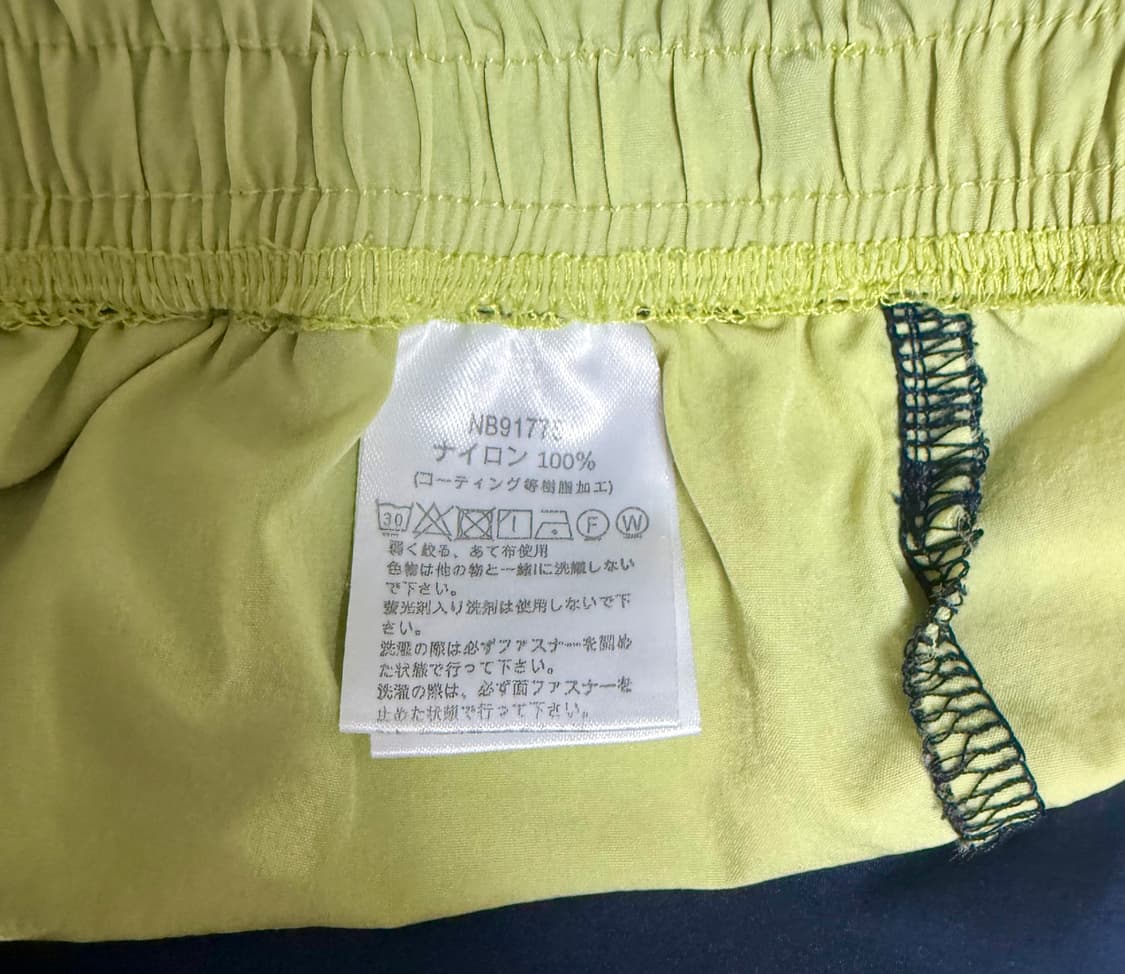 ナイロン 100%
(コーティング等樹脂加工)
30 F W
弱く絞る、あて布使用
色物は他の物と一緒に洗濯しない
で下さい。
蛍光剤入り洗剤は使用しないで下
さい。
洗濯の際は必ずファスナーを閉め
た状態で行って下さい。
洗濯の際は、必ず面ファスナーを
止めた状態で行って下さい。